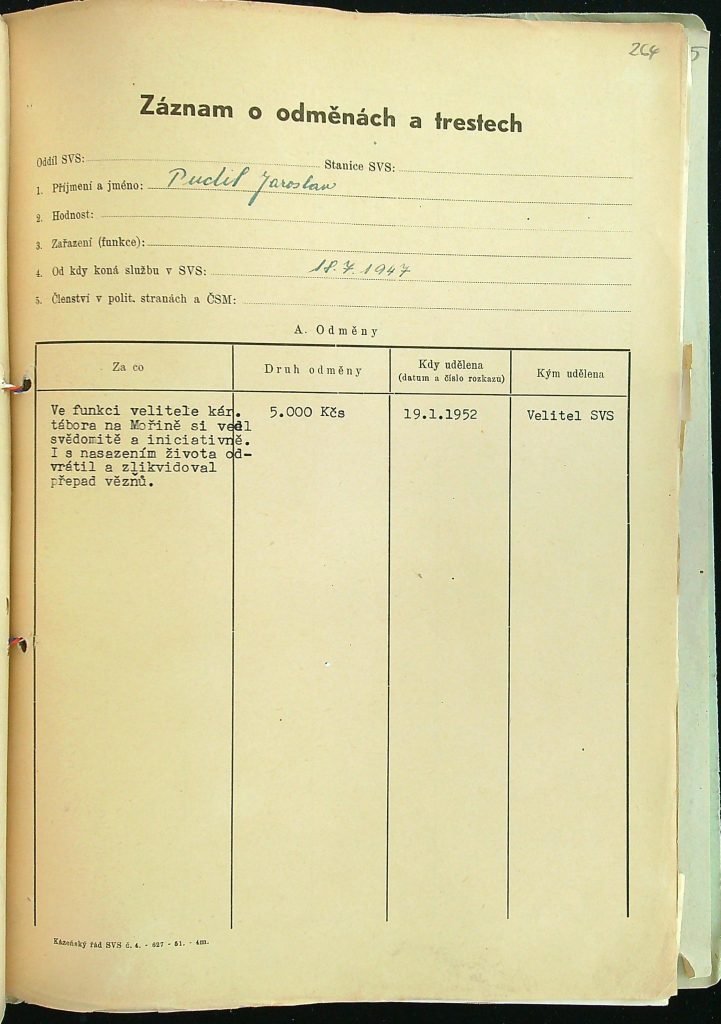 264
5
Záznam o odměnách a trestech
Oddíl SVS: Stanice SVS:
1. Příjmení a jméno: Pudil Jaroslav
2. Hodnost:
3. Zařazení (funkce):
4. Od kdy koná službu v SVS: 18.7.1947
5. Členství v polit. stranách a ČSM:
A. Odměny
Za co Druh odměny Kdy udělena (datum a číslo rozkazu) Kým udělena
Ve funkci velitele kár. 5.000 Kčs 19.1.1952 Velitel SVS
tábora na Mořině si vedl
svědomitě a iniciativně.
I s nasazením života od-
vrátil a zlikvidoval
přepad vězňů.
Kázeňský řád SVS č. 4. - 627 - 51. - 4m.